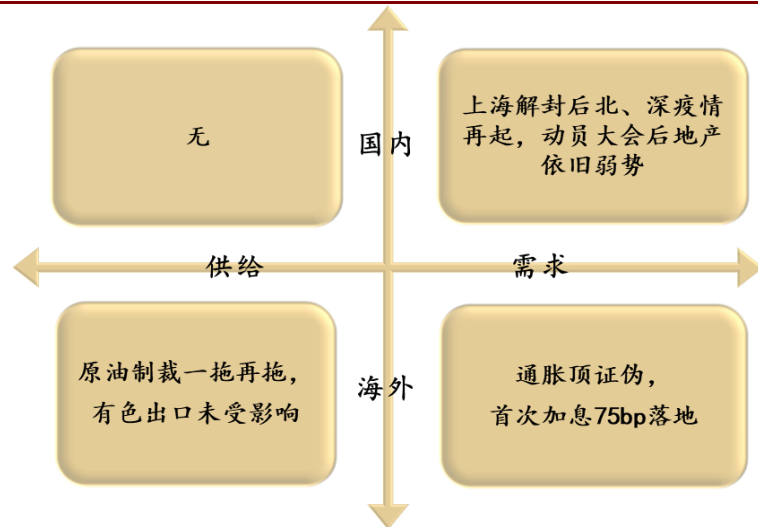 无
国内
上海解封后北、深疫情
再起，动员大会后地产
依旧弱势
供给
需求
原油制裁一拖再拖，
有色出口未受影响
海外
通胀顶证伪，
首次加息75bp落地